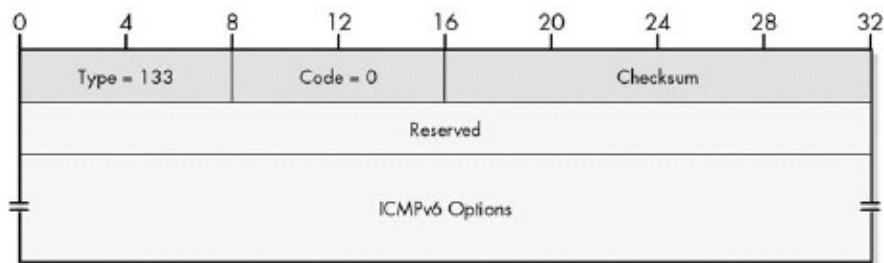 0 4 8 12 16 20 24 28 32
Type = 133 Code = 0 Checksum
Reserved
ICMPv6 Options